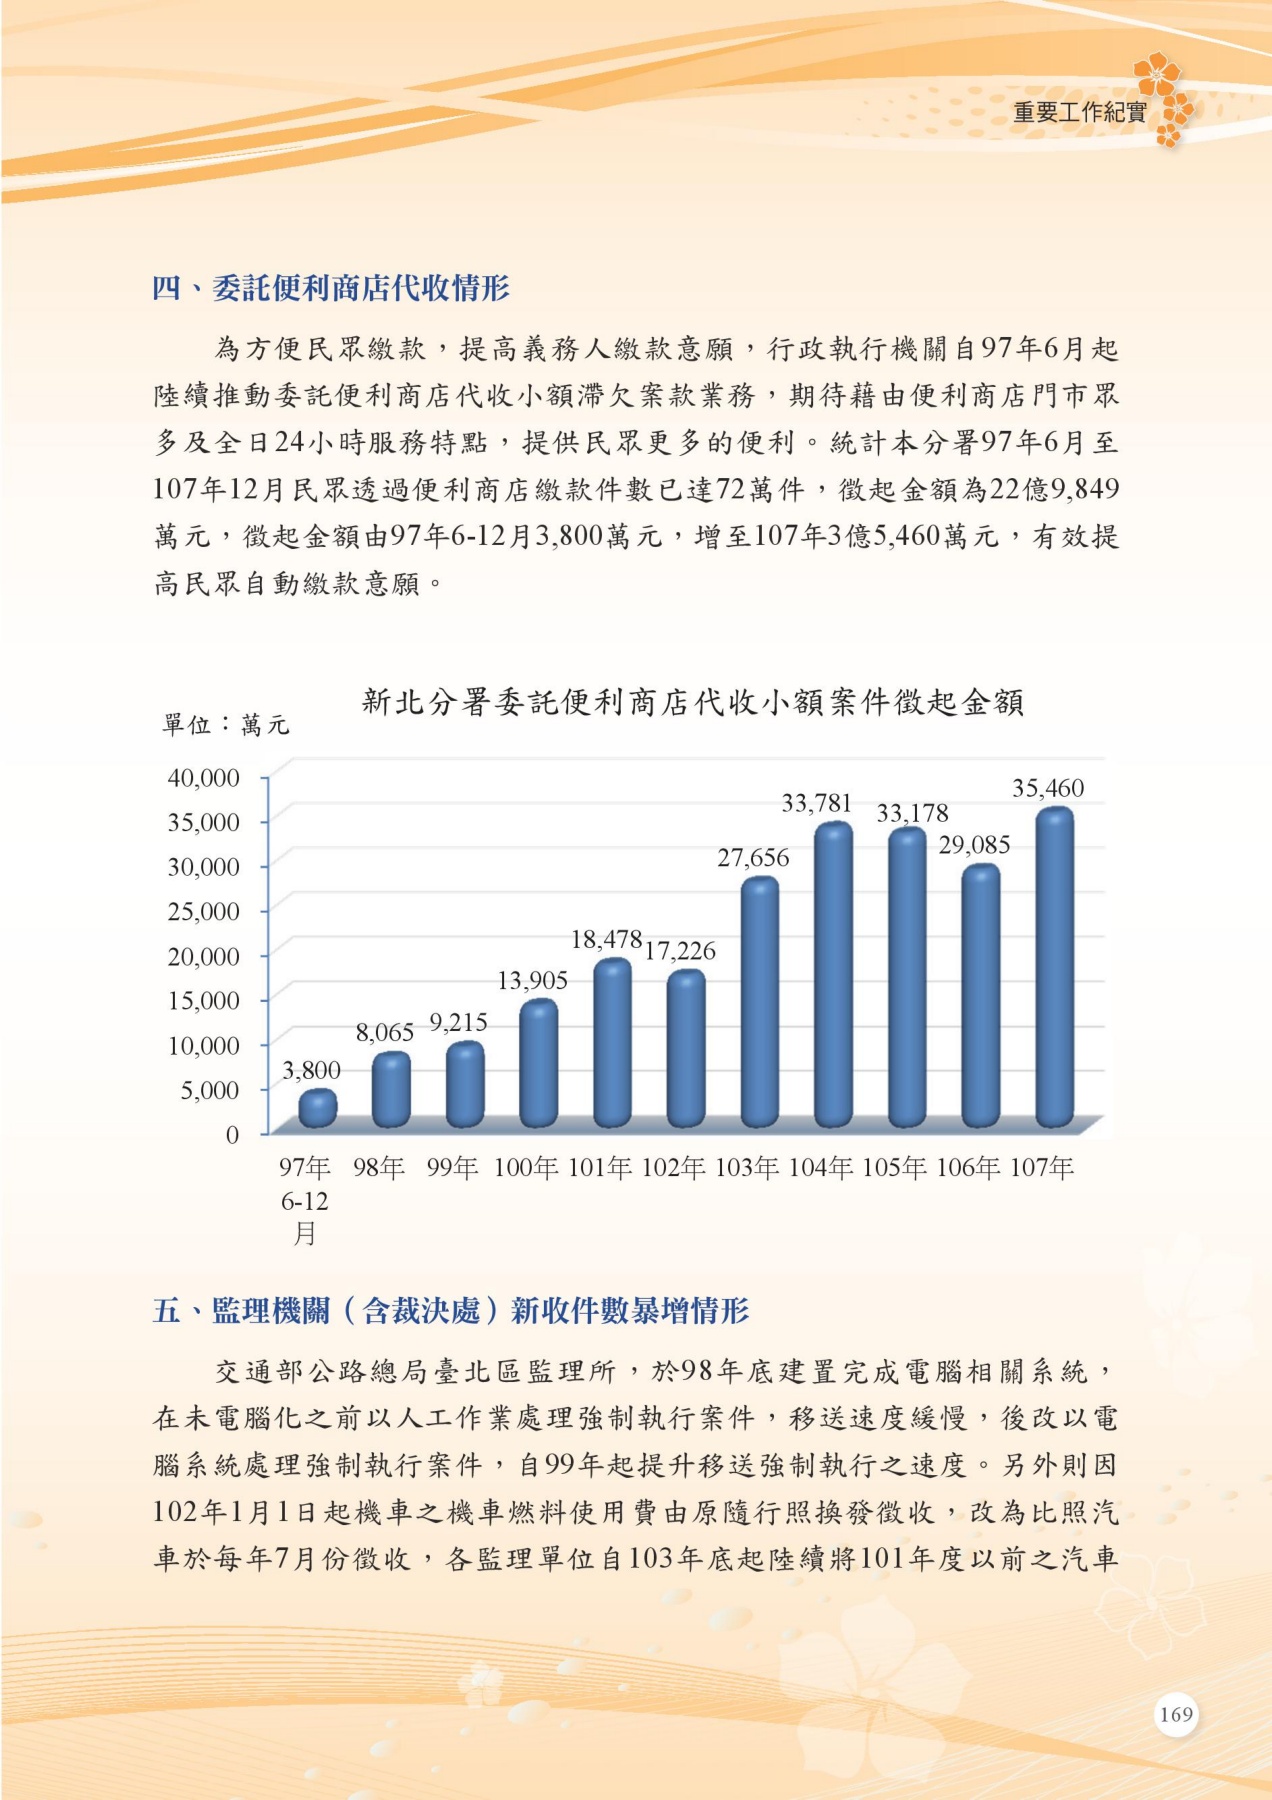 重要工作紀實
四、委託便利商店代收情形
為方便民眾繳款，提高義務人繳款意願，行政執行機關自97年6月起
陸續推動委託便利商店代收小額滯欠案款業務，期待藉由便利商店門市眾
多及全日24小時服務特點，提供民眾更多的便利。統計本分署97年6月至
107年12月民眾透過便利商店繳款件數已達72萬件，徵起金額為22億9,849
萬元，徵起金額由97年6-12月3,800萬元，增至107年3億5,460萬元，有效提
高民眾自動繳款意願。
新北分署委託便利商店代收小額案件徵起金額
單位：萬元
40,000
35,000
30,000
25,000
20,000
15,000
10,000
5,000
0
3,800
8,065
9,215
13,905
18,478
17,226
27,656
33,781
33,178
29,085
35,460
97年 98年 99年 100年 101年 102年 103年 104年 105年 106年 107年
6-12
月
五、監理機關（含裁決處）新收件數暴增情形
交通部公路總局臺北區監理所，於98年底建置完成電腦相關系統，
在未電腦化之前以人工作業處理強制執行案件，移送速度緩慢，後改以電
腦系統處理強制執行案件，自99年起提升移送強制執行之速度。另外則因
102年1月1日起機車之機車燃料使用費由原隨行照換發徵收，改為比照汽
車於每年7月份徵收，各監理單位自103年底起陸續將101年度以前之汽車
169